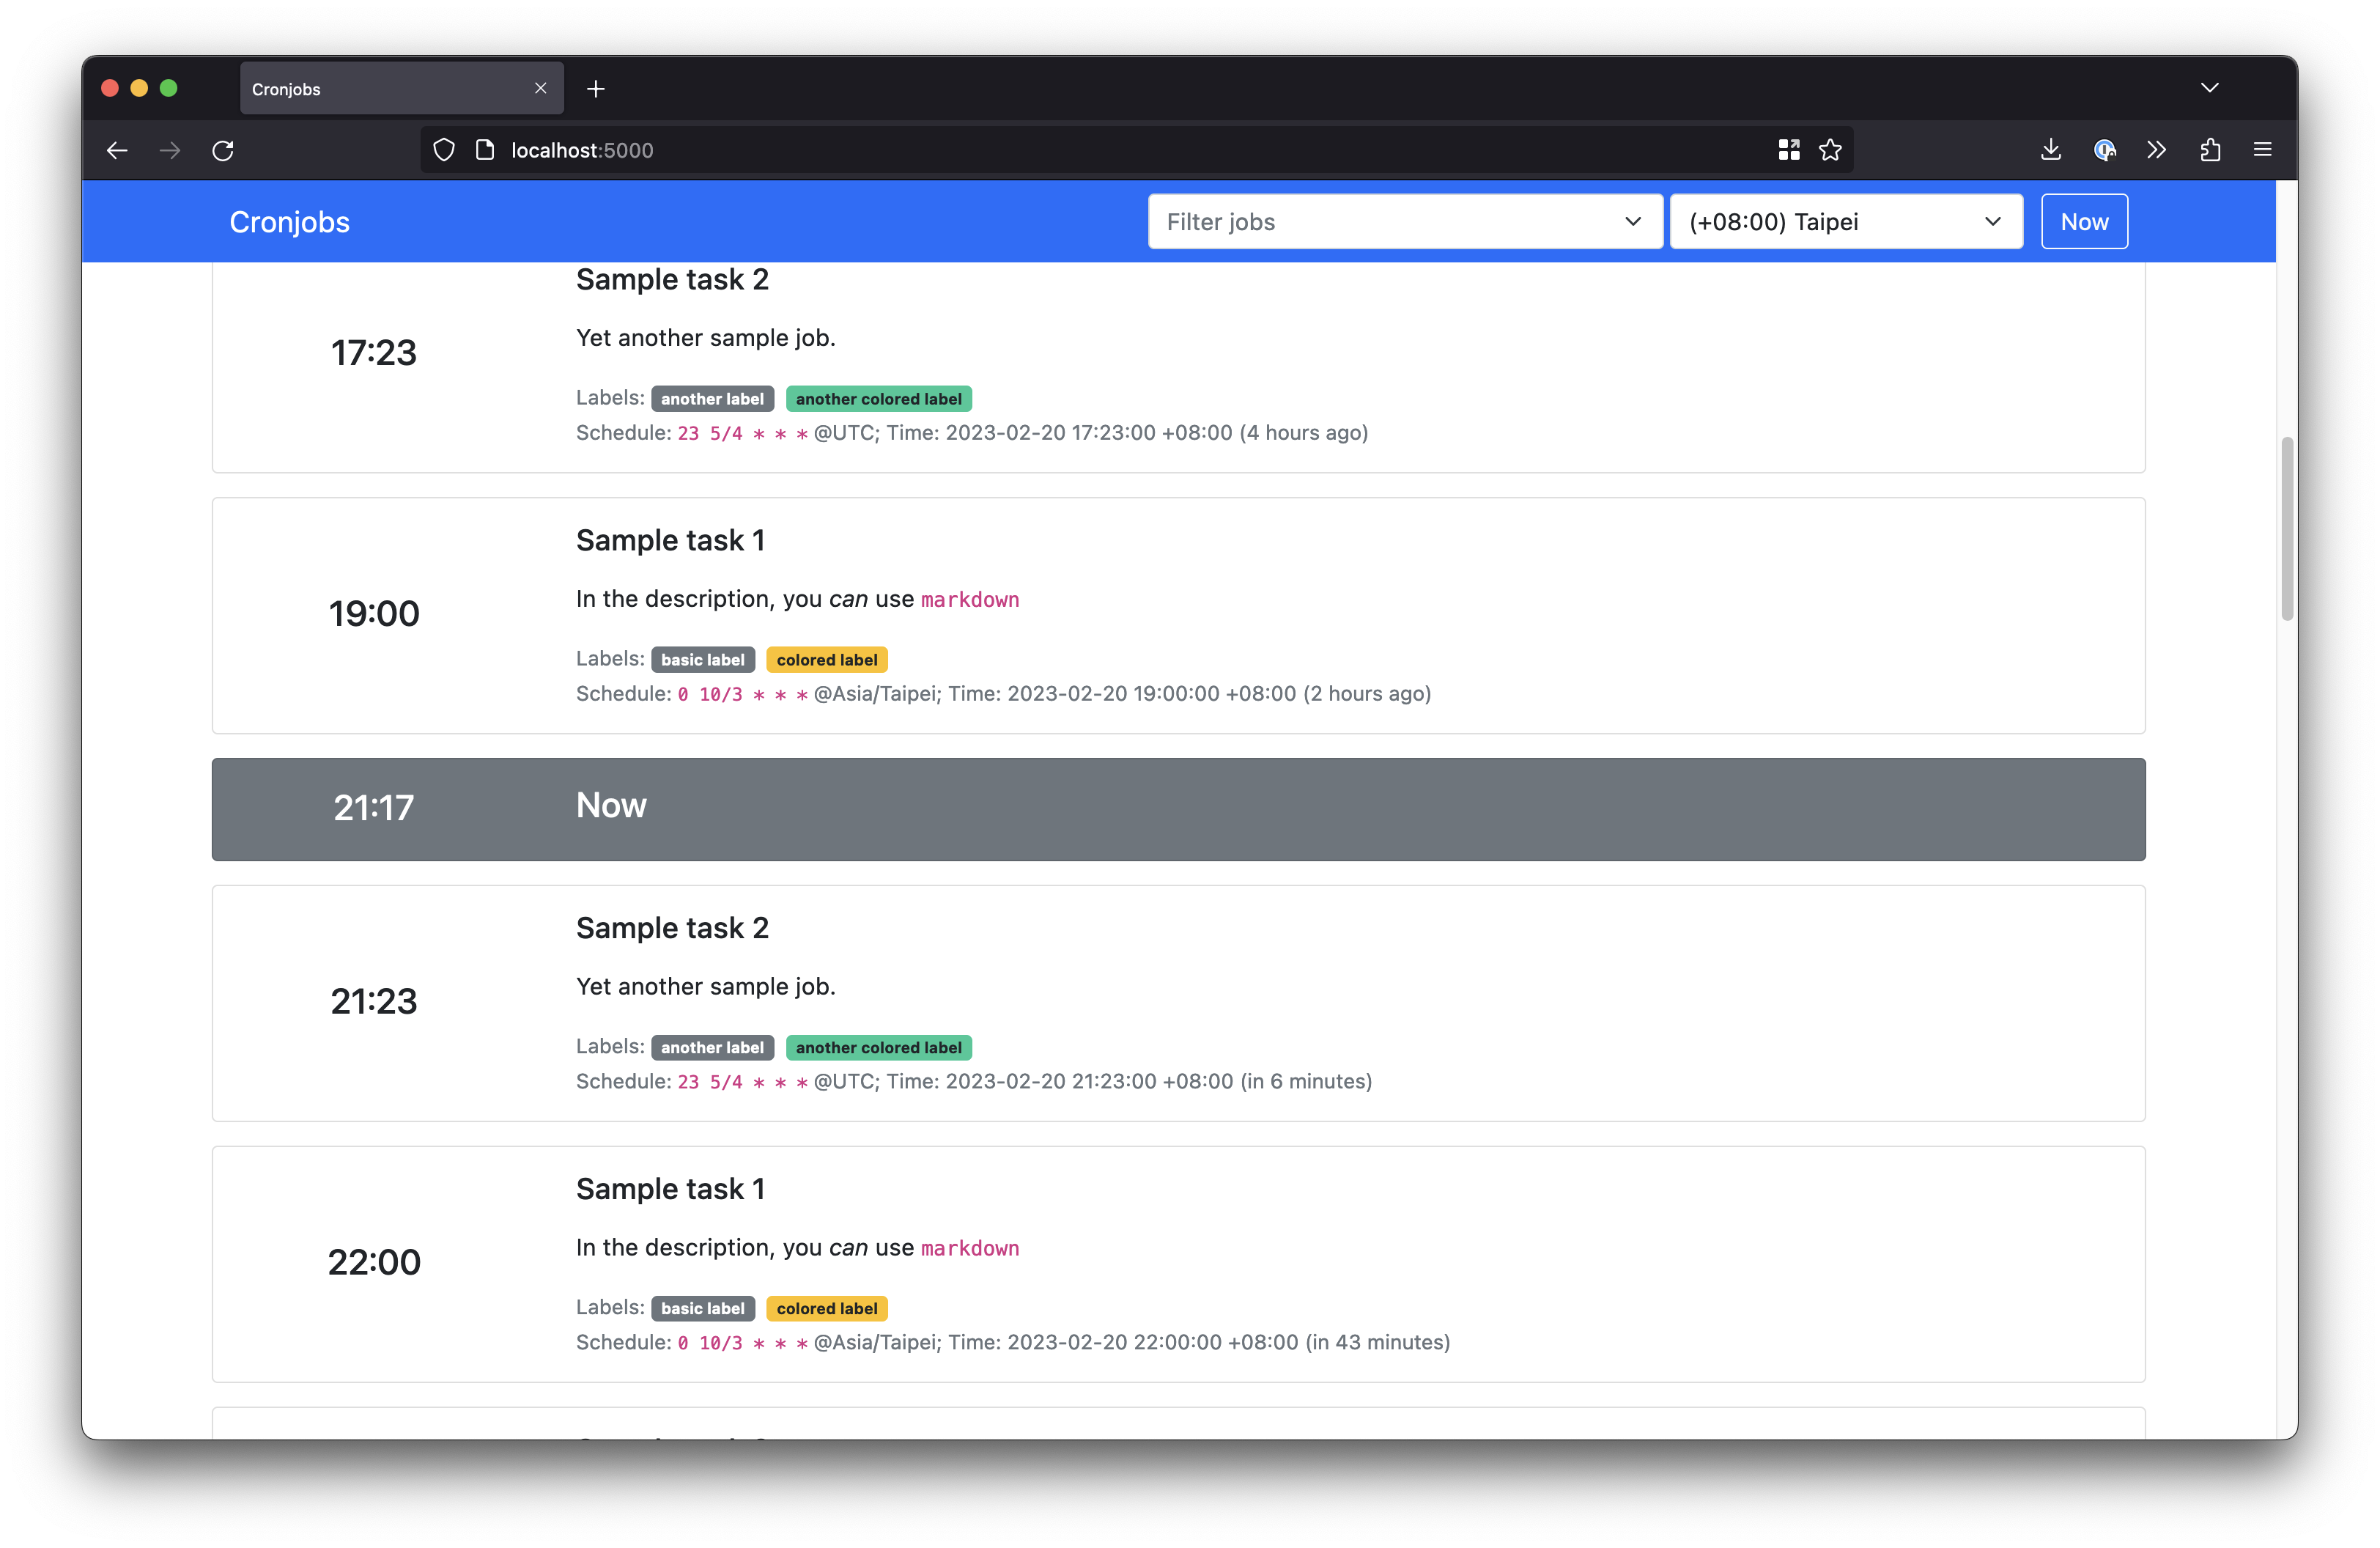 Cronjobs
localhost:5000
Cronjobs
Filter jobs
(+08:00) Taipei
Now
Sample task 2
17:23
Yet another sample job.
Labels: another label another colored label
Schedule: 23 5/4 * * * @UTC; Time: 2023-02-20 17:23:00 +08:00 (4 hours ago)
Sample task 1
19:00
In the description, you can use markdown
Labels: basic label colored label
Schedule: 0 10/3 * * * @Asia/Taipei; Time: 2023-02-20 19:00:00 +08:00 (2 hours ago)
21:17
Now
Sample task 2
21:23
Yet another sample job.
Labels: another label another colored label
Schedule: 23 5/4 * * * @UTC; Time: 2023-02-20 21:23:00 +08:00 (in 6 minutes)
Sample task 1
22:00
In the description, you can use markdown
Labels: basic label colored label
Schedule: 0 10/3 * * * @Asia/Taipei; Time: 2023-02-20 22:00:00 +08:00 (in 43 minutes)